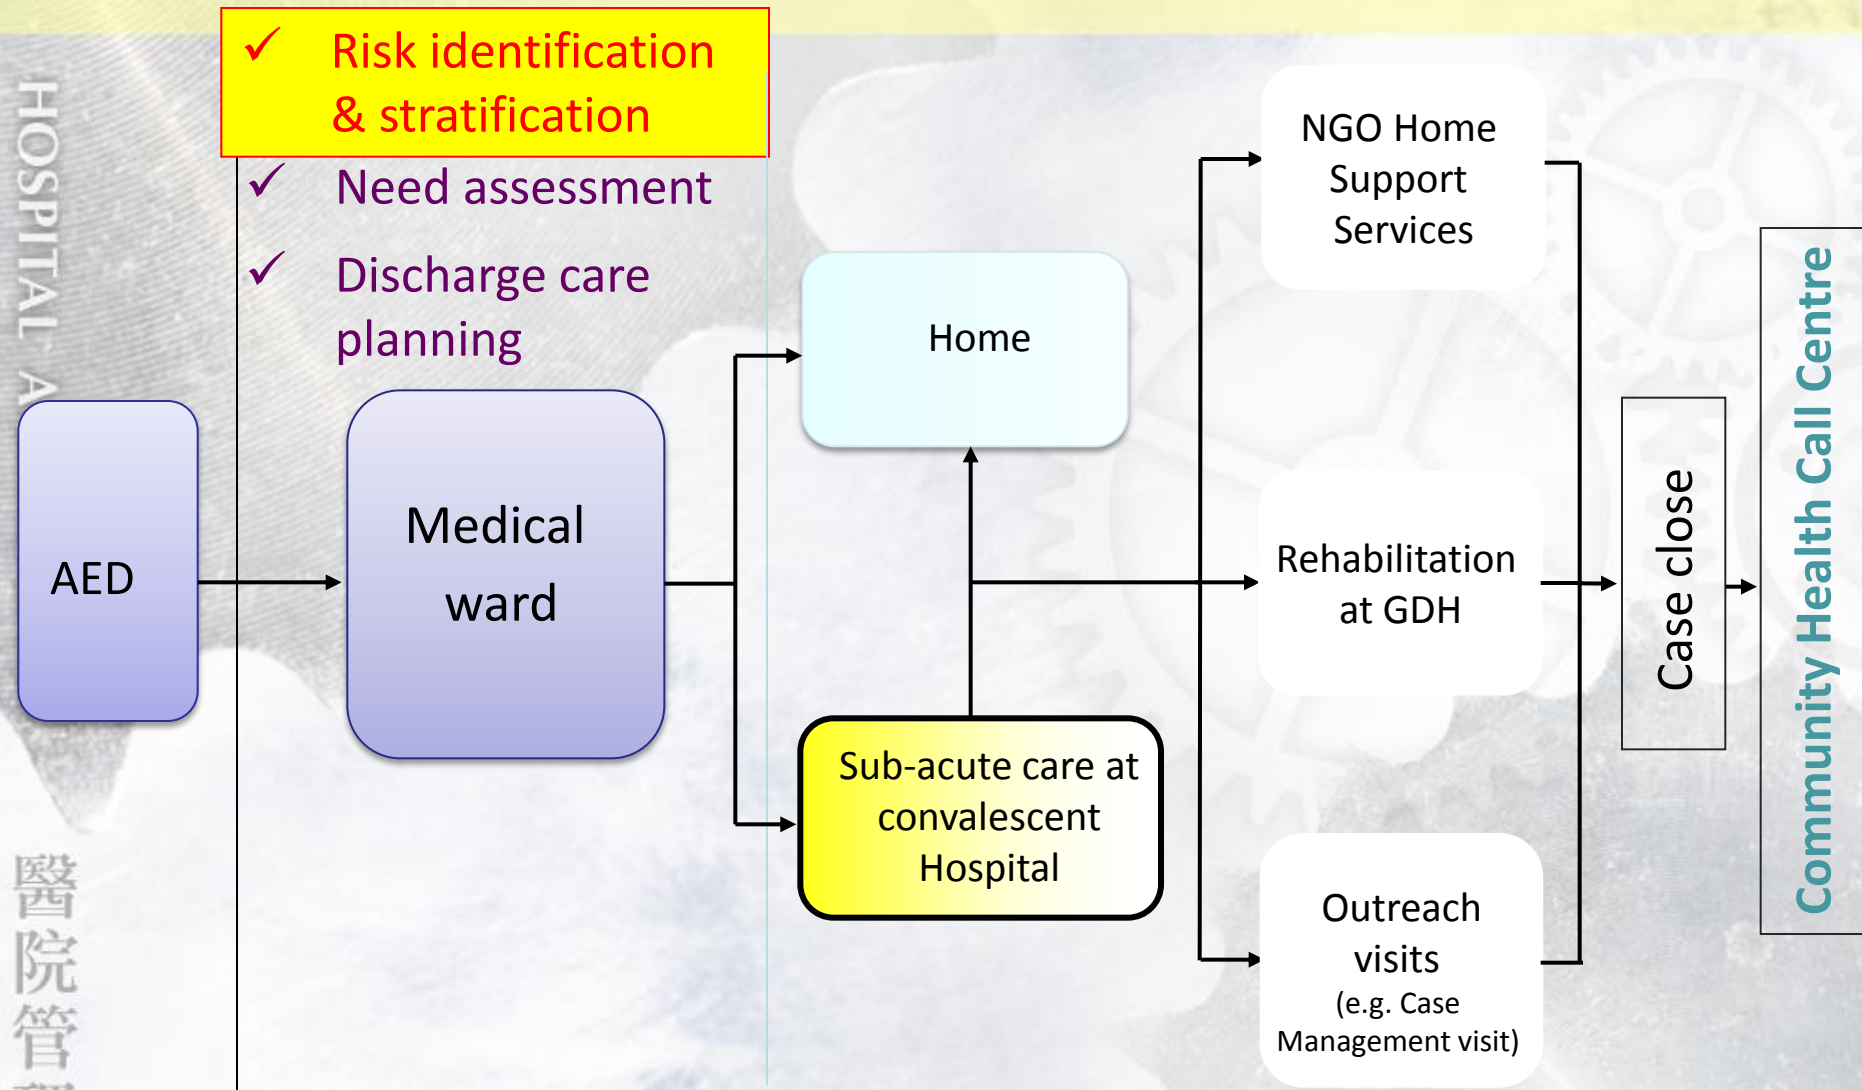 ✓ Risk identification
& stratification
✓ Need assessment
✓ Discharge care
planning
HOSPITAL A
醫院管
AED
Medical
ward
Home
Sub-acute care at
convalescent
Hospital
NGO Home
Support
Services
Rehabilitation
at GDH
Outreach
visits
(e.g. Case
Management visit)
Case close
Community Health Call Centre